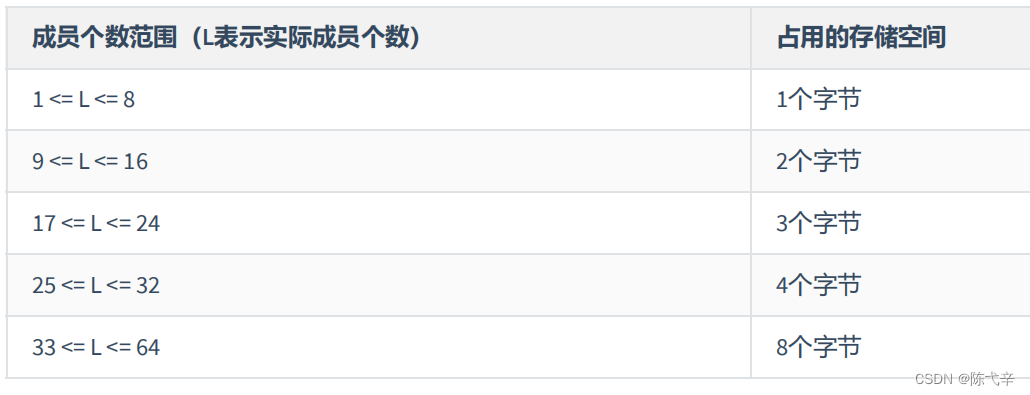 成员个数范围（L表示实际成员个数） 占用的存储空间
1 <= L <= 8 1个字节
9 <= L <= 16 2个字节
17 <= L <= 24 3个字节
25 <= L <= 32 4个字节
33 <= L <= 64 8个字节
CSDN @陈弋辛